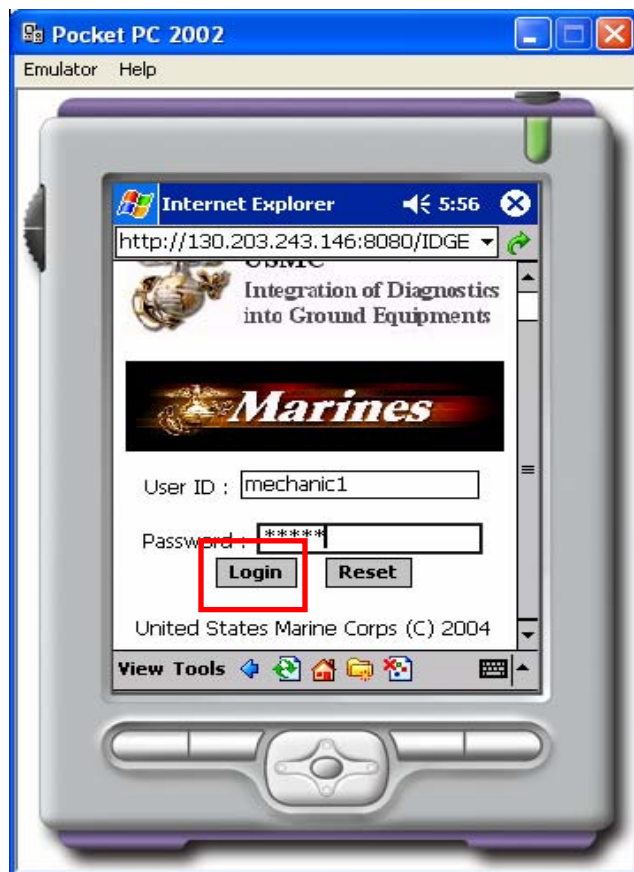 Pocket PC 2002
Emulator Help
Internet Explorer 5:56
http://130.203.243.146:8080/IDGE
USMC
Integration of Diagnostics
into Ground Equipments
Marines
User ID : mechanic1
Password : *****
Login Reset
United States Marine Corps (C) 2004
View Tools